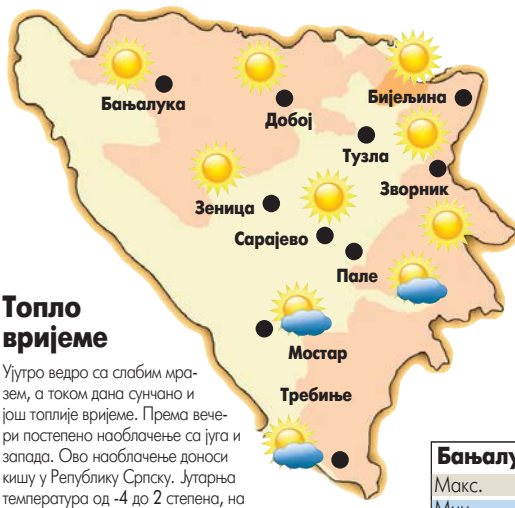 Бањалука
Добој
Бијељина
Тузла
Зворник
Зеница
Сарајево
Пале
Мостар
Требиње
Топло
вријеме
Ујутро ведро са слабим мра-
зем, а током дана сунчано и
још топлије вријеме. Према вече-
ри постепено наоблачење са југа и
запада. Ово наоблачење доноси
кишу у Републику Српску. Јутарња
температура од -4 до 2 степена, на
Бањалу
Макс.